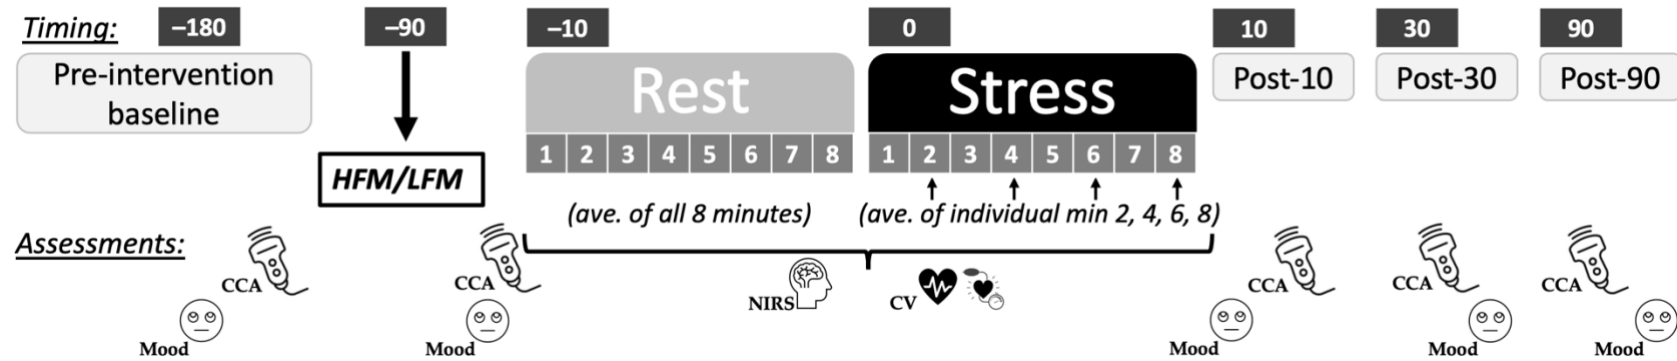 Timing:
–180
–90
–10
0
10
30
90
Pre-intervention
baseline
Rest
Stress
Post-10
Post-30
Post-90
1 2 3 4 5 6 7 8
1 2 3 4 5 6 7 8
HFM/LFM
(ave. of all 8 minutes)
(ave. of individual min 2, 4, 6, 8)
Assessments:
CCA
CCA
NIRS
CV
CCA
CCA
CCA
Mood
Mood
Mood
Mood
Mood